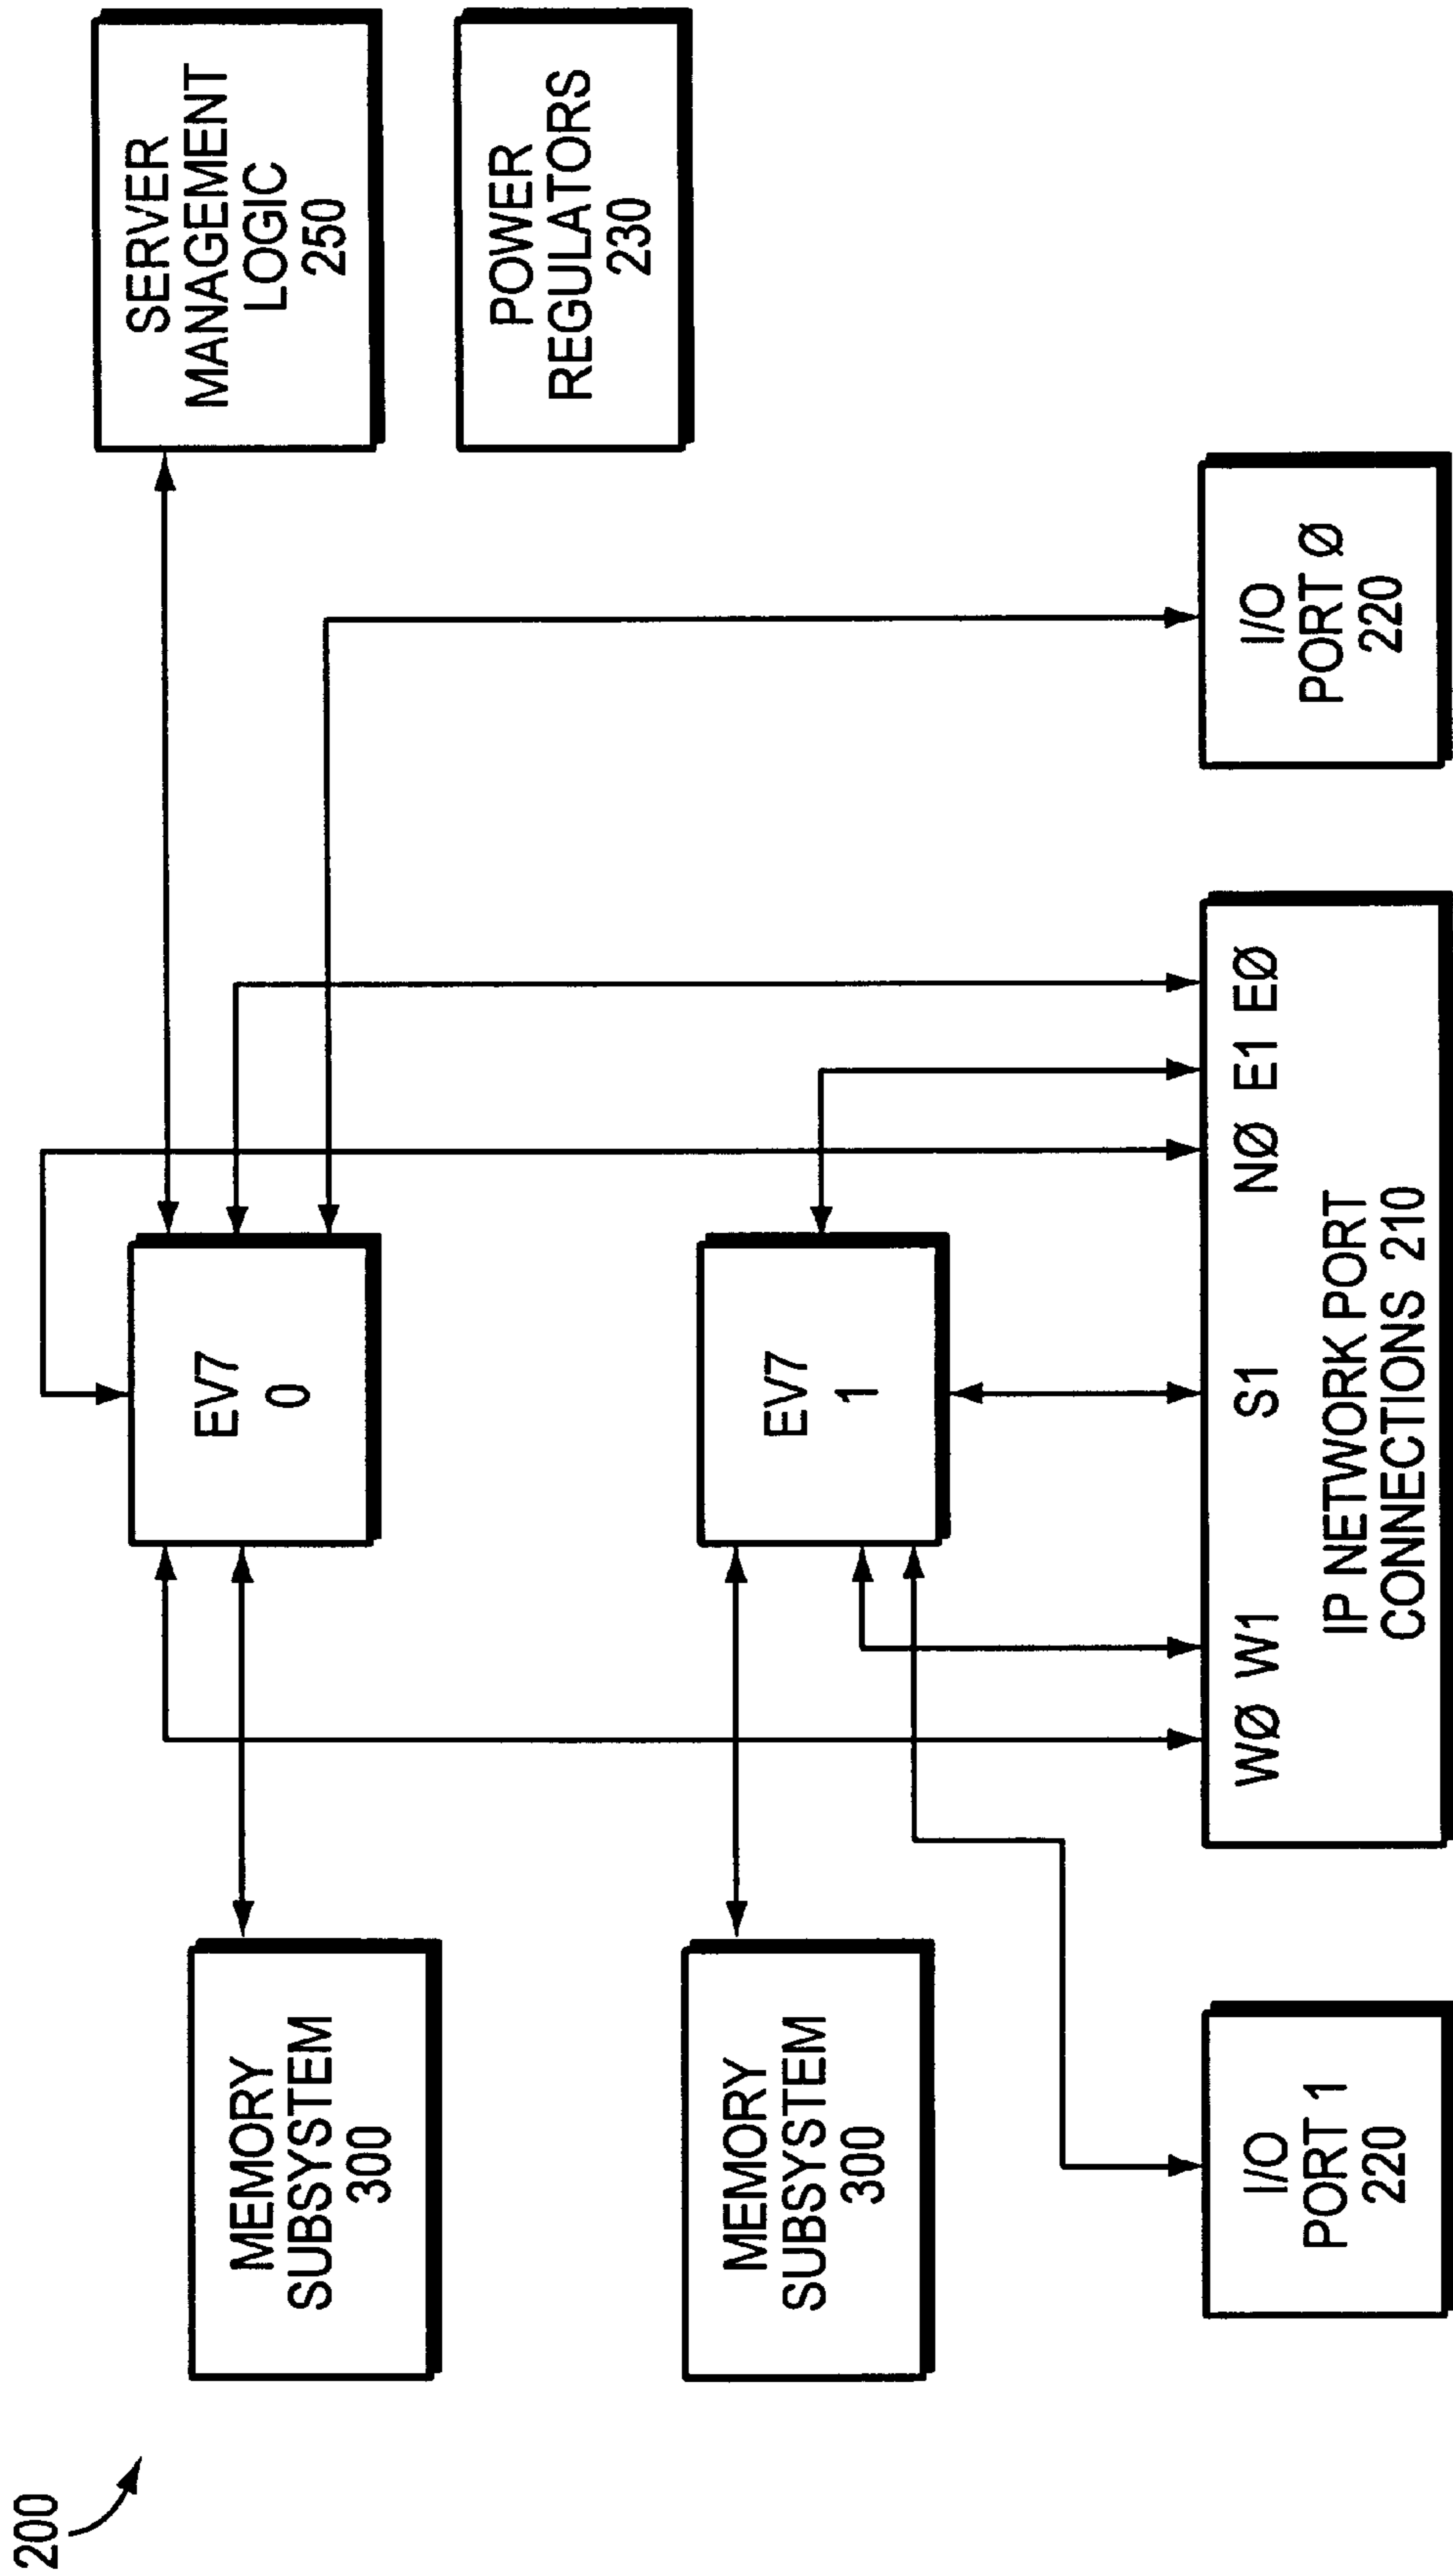 200
MEMORY
SUBSYSTEM
300
EV7
0
SERVER
MANAGEMENT
LOGIC
250
MEMORY
SUBSYSTEM
300
EV7
1
POWER
REGULATORS
230
I/O
PORT 1
220
WØ W1 S1 NØ E1 EØ
IP NETWORK PORT
CONNECTIONS 210
I/O
PORT Ø
220